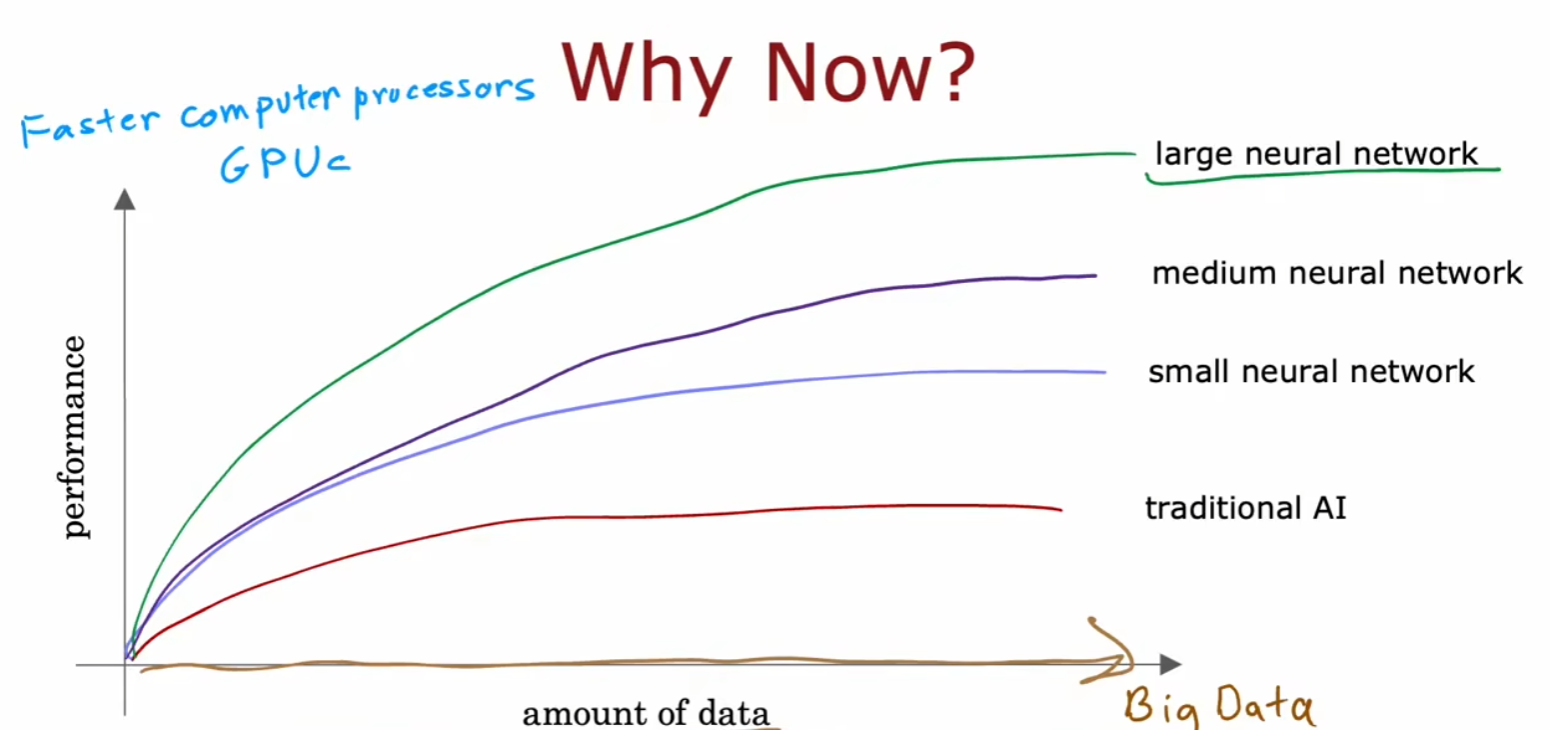 Why Now?
Faster computer processors
GPUs
large neural network
medium neural network
small neural network
traditional AI
performance
amount of data
Big Data